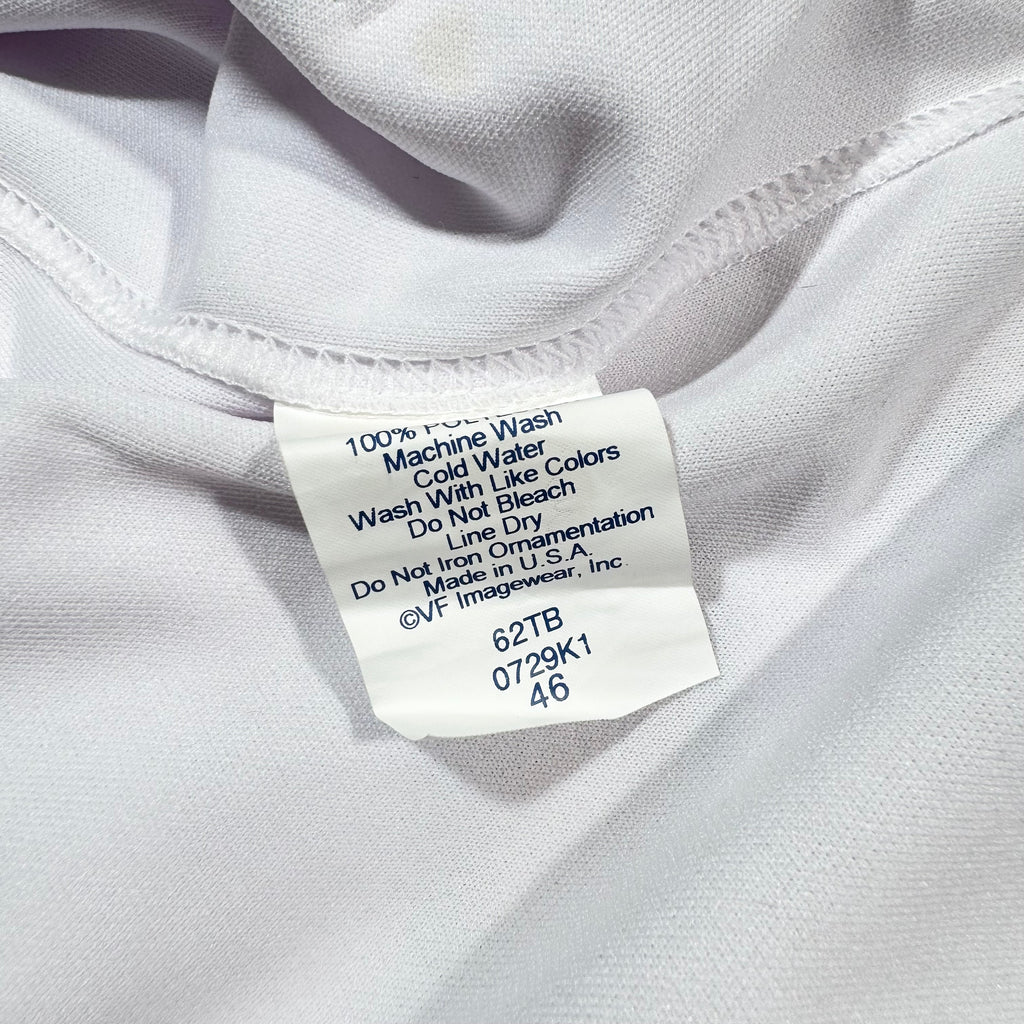 100% POLYE
Machine Wash
Cold Water
Wash With Like Colors
Do Not Bleach
Line Dry
Do Not Iron Ornamentation
Made in U.S.A.
©VF Imagewear, Inc
62TB
0729K1
46